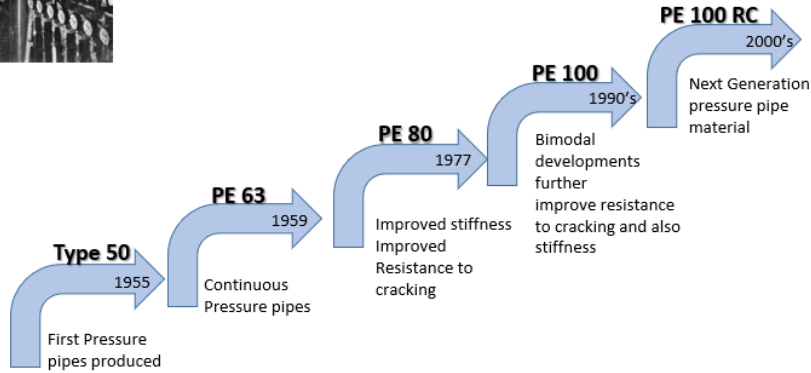 Type 50
1955
First Pressure
pipes produced
PE 63
1959
Continuous
Pressure pipes
PE 80
1977
Improved stiffness
Improved
Resistance to
cracking
PE 100
1990's
Bimodal
developments
further
improve resistance
to cracking and also
stiffness
PE 100 RC
2000's
Next Generation
pressure pipe
material